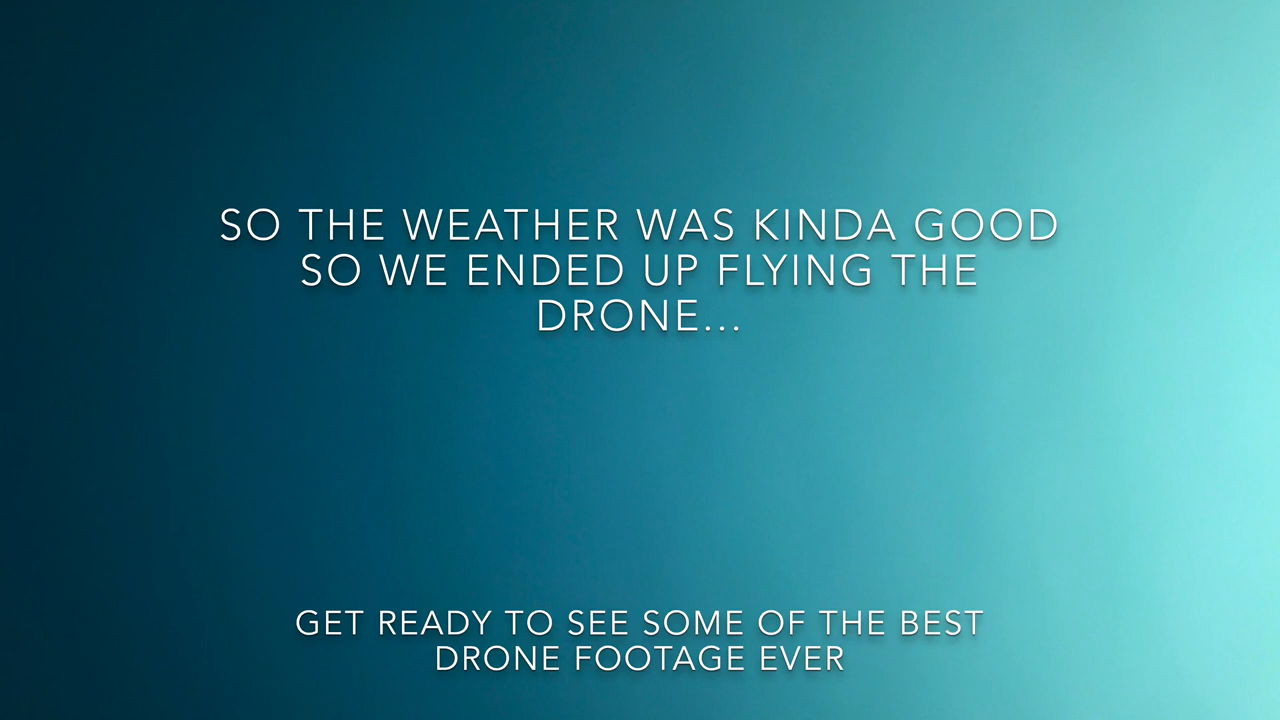 SO THE WEATHER WAS KINDA GOOD
SO WE ENDED UP FLYING THE
DRONE...
GET READY TO SEE SOME OF THE BEST
DRONE FOOTAGE EVER